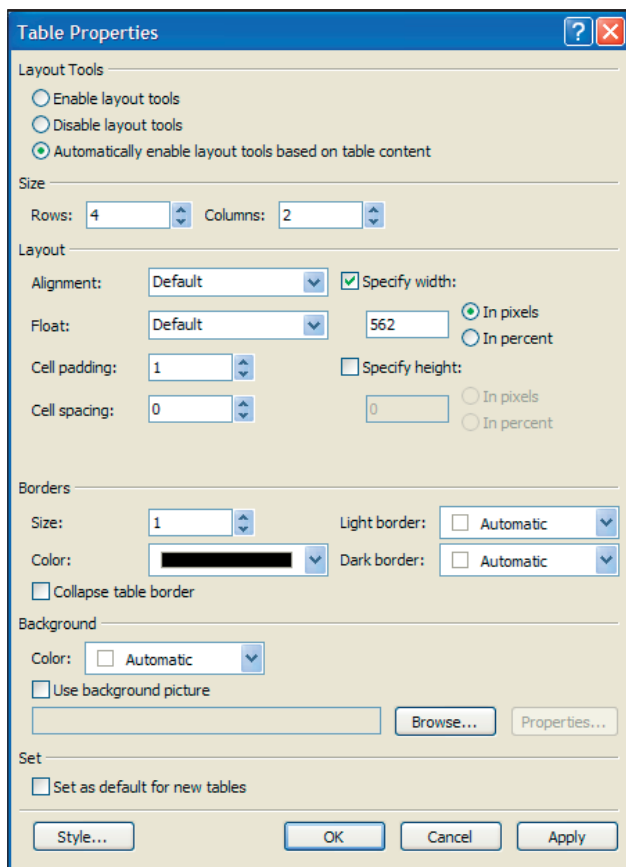 Table Properties
Layout Tools
Enable layout tools
Disable layout tools
Automatically enable layout tools based on table content
Size
Rows: 4 Columns: 2
Layout
Alignment: Default Specify width:
Float: Default 562 In pixels
In percent
Cell padding: 1 Specify height:
Cell spacing: 0 0 In pixels
In percent
Borders
Size: 1 Light border: Automatic
Color: Dark border: Automatic
Collapse table border
Background
Color: Automatic
Use background picture
Browse... Properties...
Set
Set as default for new tables
Style... OK Cancel Apply